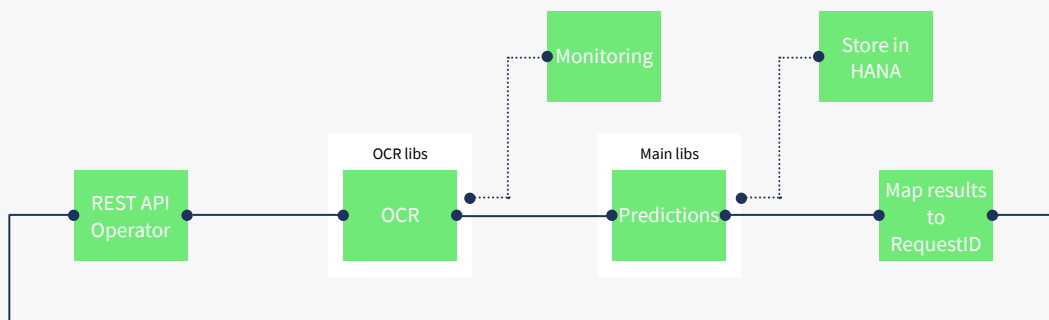 Monitoring
Store in
HANA
OCR libs
Main libs
REST API
Operator
OCR
Predictions
Map results
to
RequestID